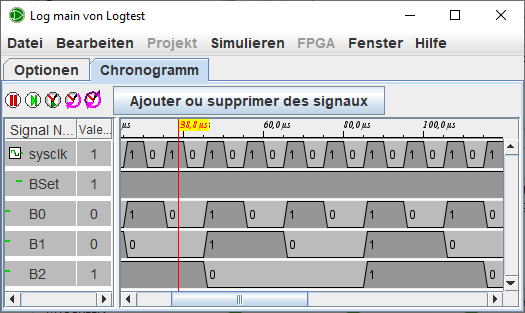 Log main von Logtest
Datei Bearbeiten Projekt Simulieren FPGA Fenster Hilfe
Optionen Chronogramm
Ajouter ou supprimer des signaux
Signal N... Vale... µs 38,8 µs 60,0 µs 80,0 µs 100,0 µs
sysclk 1 1 0 1 0 1 0 1 0 1 0 1 0 1 0 1 0 1 0
BSet 1
B0 0 1 0 1 0 1 0 1 0 1 0
B1 0 0 1 0 1 0
B2 1 0 1 0